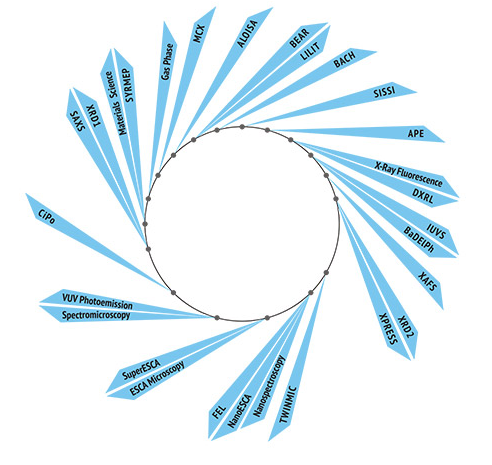 MCX
ALOISA
BEAR
LILIT
BACH
SISSI
APE
X-Ray Fluorescence
DXRL
IUVS
BaDElPh
XAFS
XRD2
XPRESS
TWINMIC
Nanospectroscopy
NanoESCA
FEL
ESCA Microscopy
SuperESCA
Spectromicroscopy
VUV Photoemission
CiPo
SAXS
XRD1
Materials Science
SYRMEP
Gas Phase